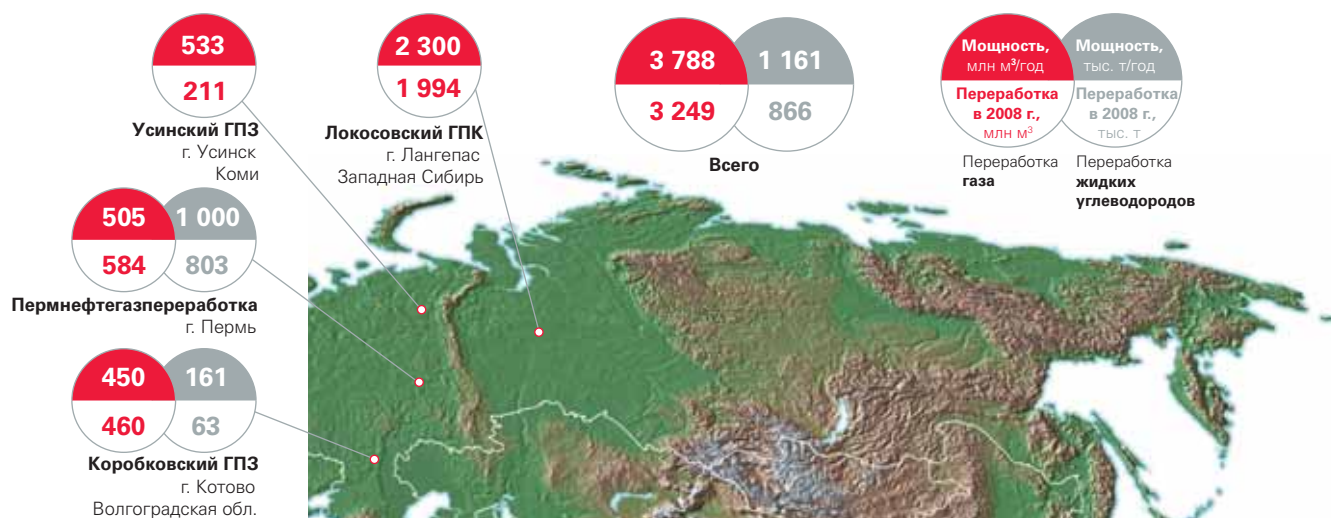 533
211
Усинский ГПЗ
г. Усинск
Коми
2 300
1 994
Локосовский ГПК
г. Лангепас
Западная Сибирь
3 788
1 161
3 249
866
Всего
Мощность,
млн м³/год
Переработка
в 2008 г.,
млн м³
Переработка
газа
Мощность,
тыс. т/год
Переработка
в 2008 г.,
тыс. т
Переработка
жидких
углеводородов
505
1 000
584
803
Пермнефтегазпереработка
г. Пермь
450
161
460
63
Коробковский ГПЗ
г. Котово
Волгоградская обл.